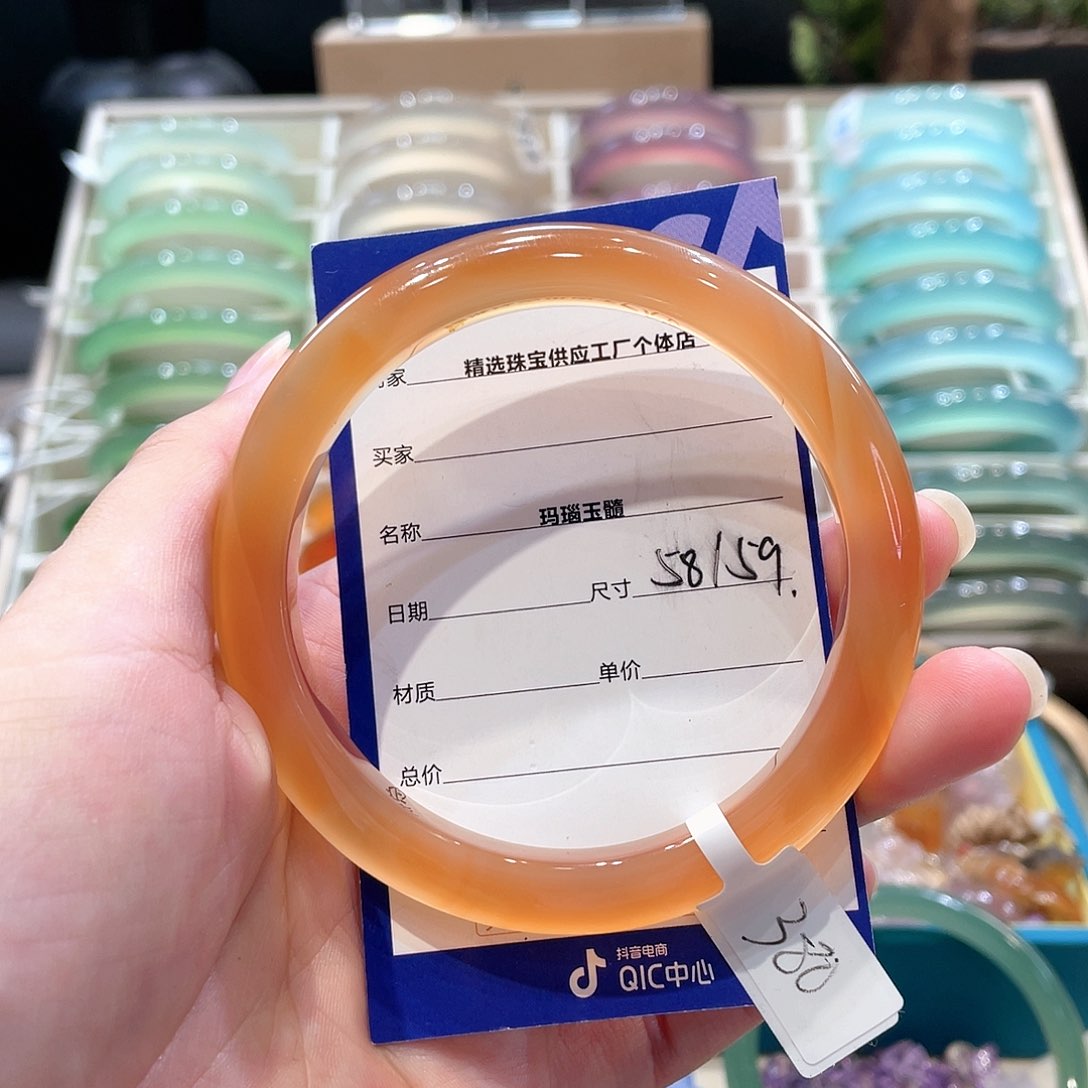 家 精选珠宝供应工厂个体店
买家
名称 玛瑙玉髓
日期 尺寸 58/59.
材质 单价
总价
抖音电商
QIC中心
380